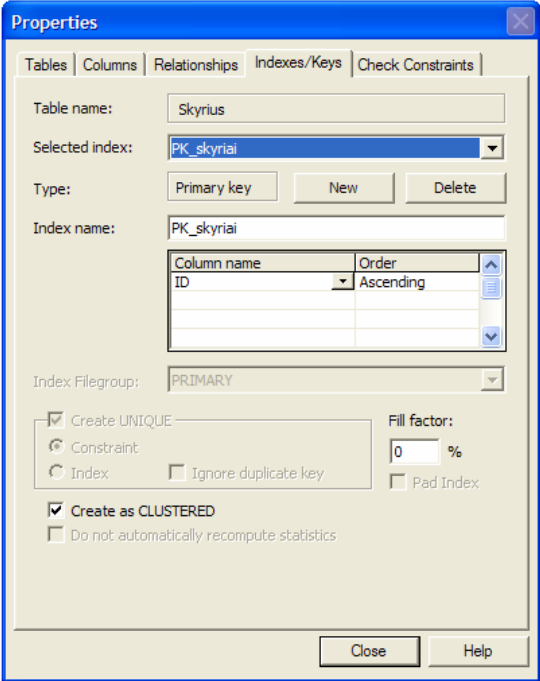 Properties
Tables Columns Relationships Indexes/Keys Check Constraints
Table name: Skyrius
Selected index: PK_skyriai
Type: Primary key New Delete
Index name: PK_skyriai
Column name Order
ID Ascending
Index Filegroup: PRIMARY
Create UNIQUE Fill factor:
Constraint 0 %
Index Ignore duplicate key Pad Index
Create as CLUSTERED
Do not automatically recompute statistics
Close Help